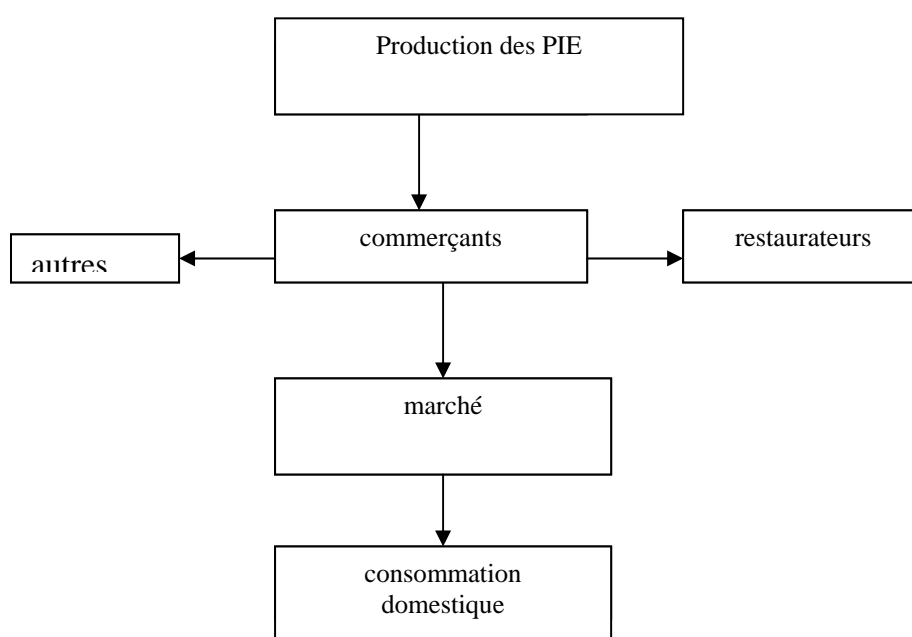 Production des PIE
commerçants
restaurateurs
autres
marché
consommation
domestique